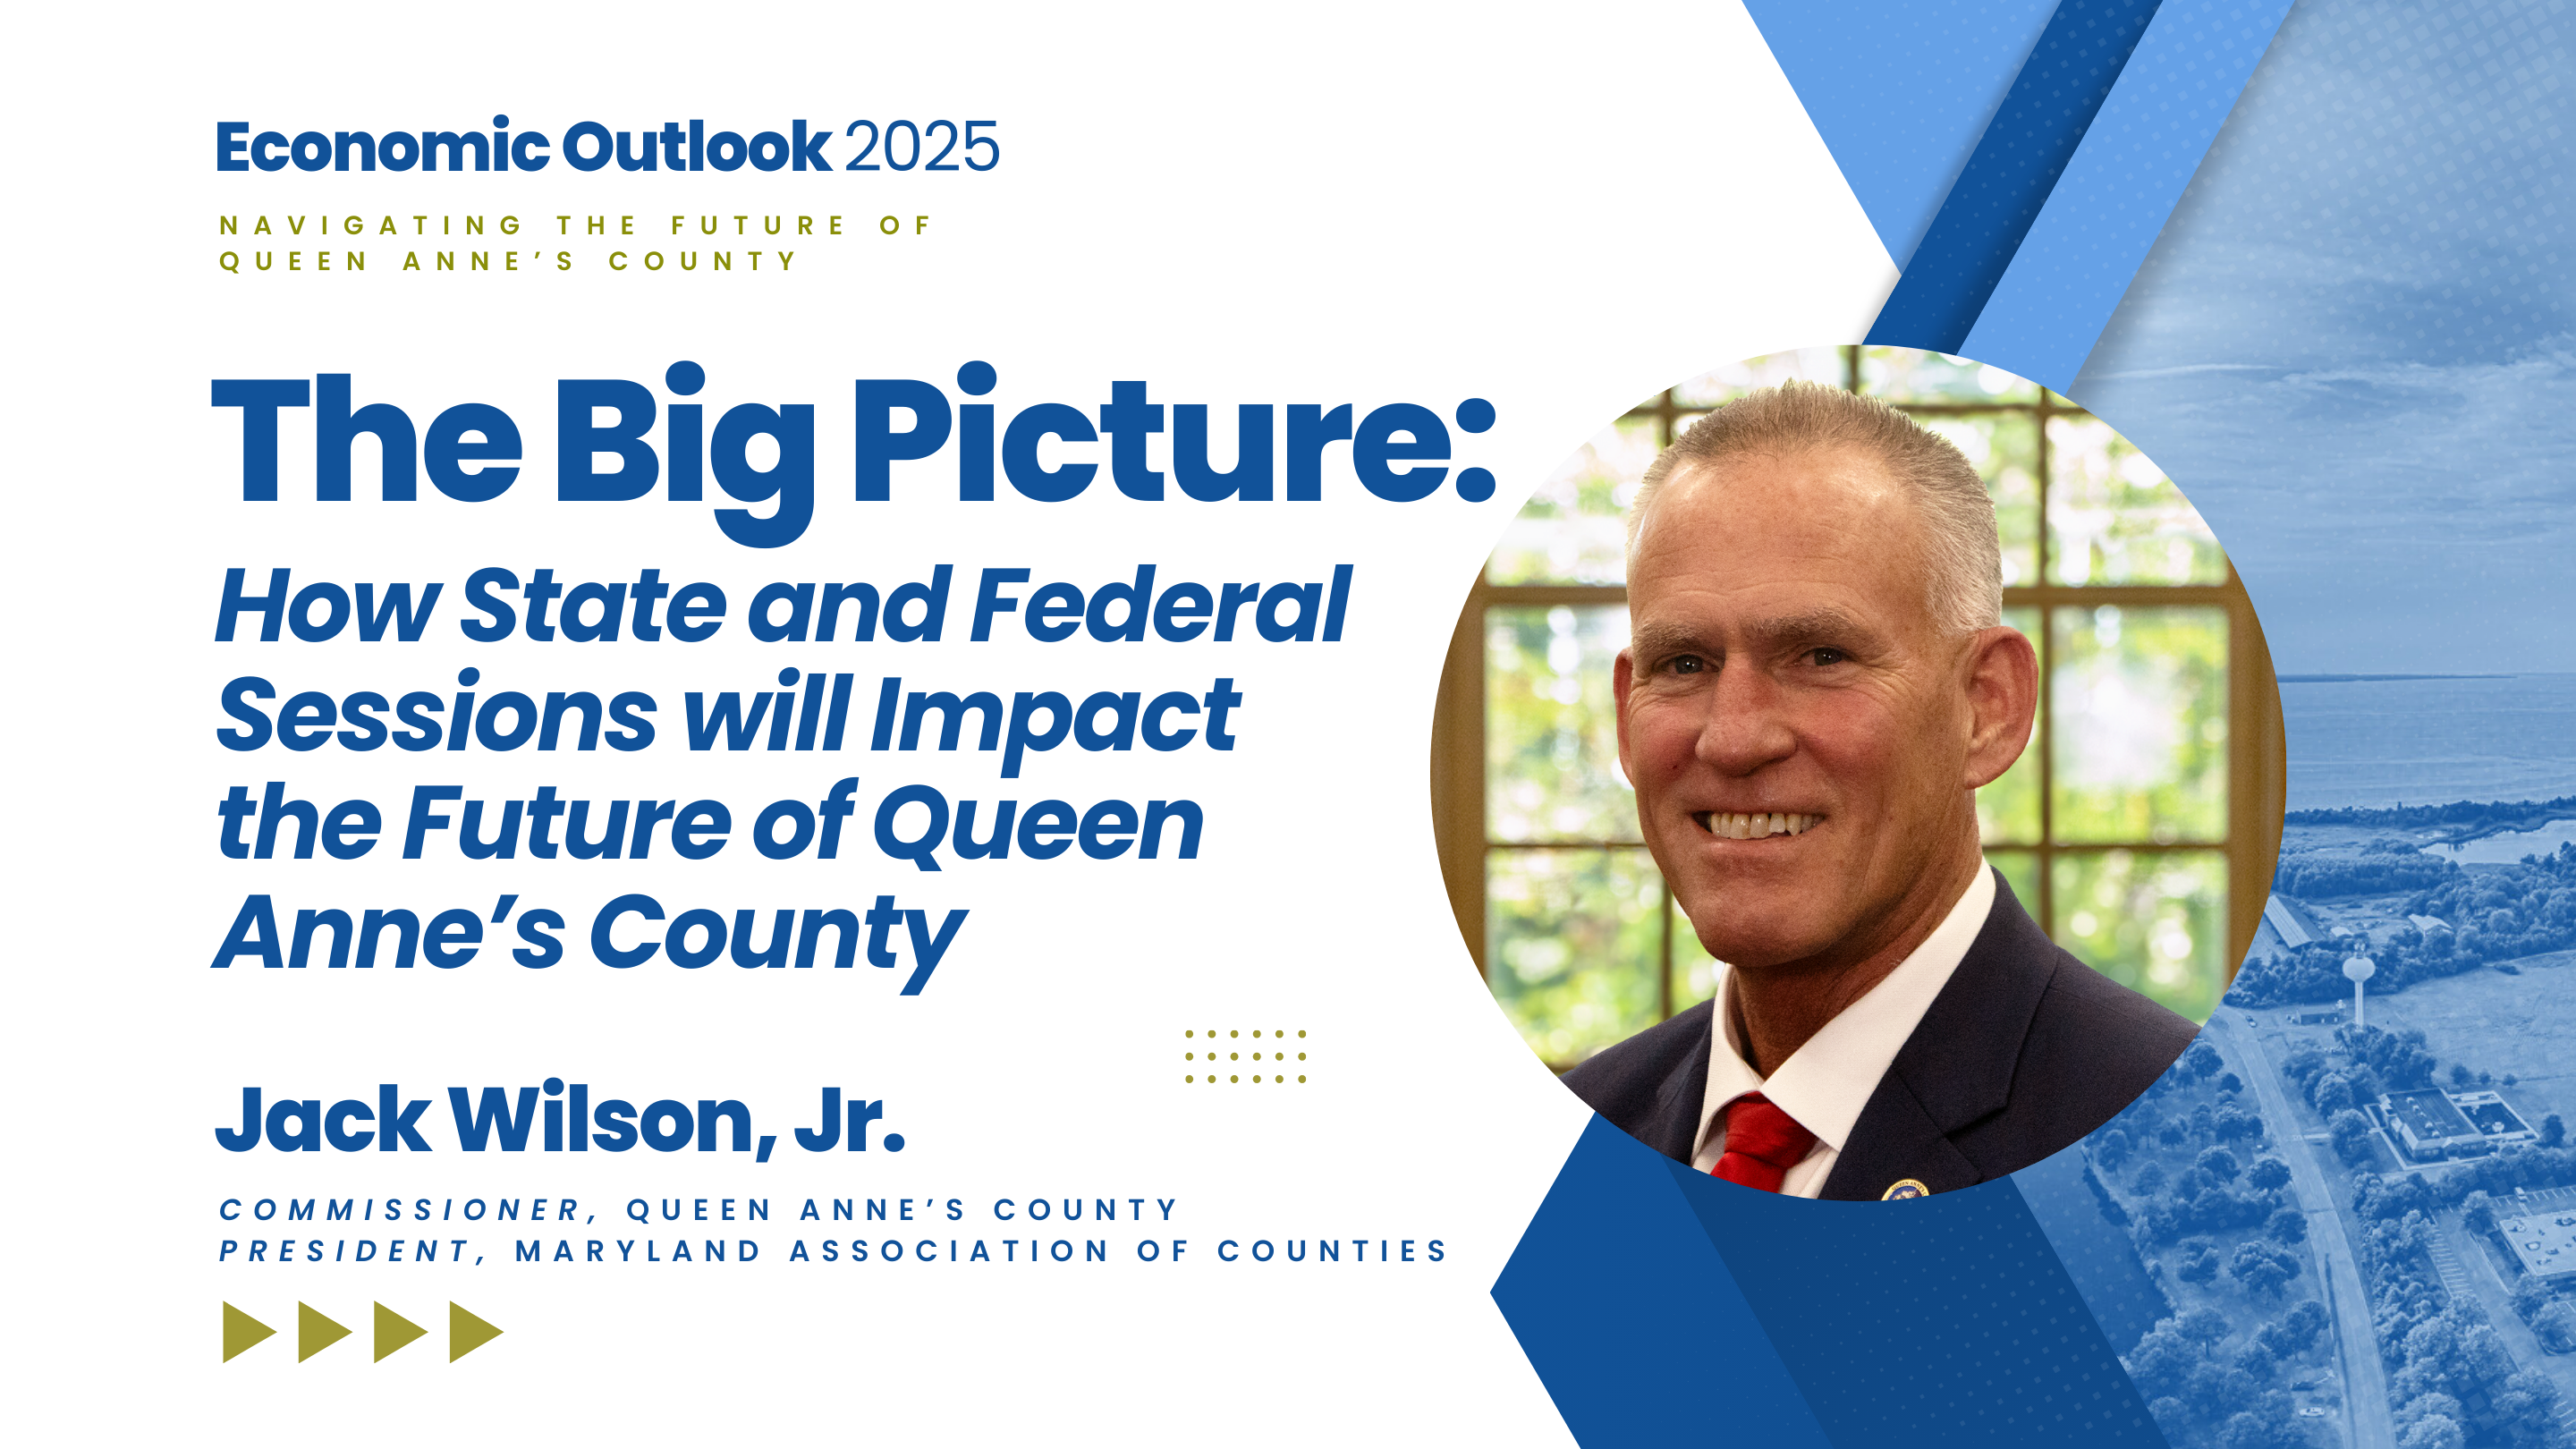 Economic Outlook 2025
NAVIGATING THE FUTURE OF
QUEEN ANNE’S COUNTY
The Big Picture:
How State and Federal
Sessions will Impact
the Future of Queen
Anne’s County
Jack Wilson, Jr.
COMMISSIONER, QUEEN ANNE’S COUNTY
PRESIDENT, MARYLAND ASSOCIATION OF COUNTIES